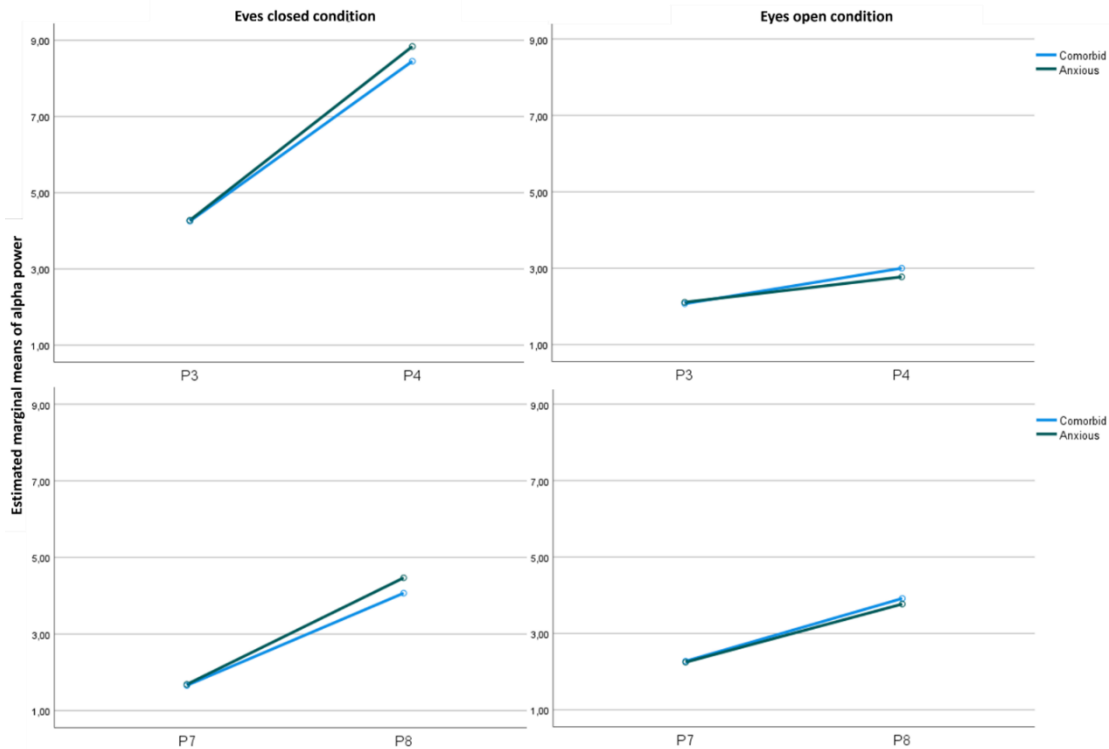 Eves closed condition
Eyes open condition
Estimated marginal means of alpha power
9,00
7,00
5,00
3,00
1,00
P3
P4
9,00
7,00
5,00
3,00
1,00
P3
P4
Comorbid
Anxious
9,00
7,00
5,00
3,00
1,00
P7
P8
9,00
7,00
5,00
3,00
1,00
P7
P8
Comorbid
Anxious